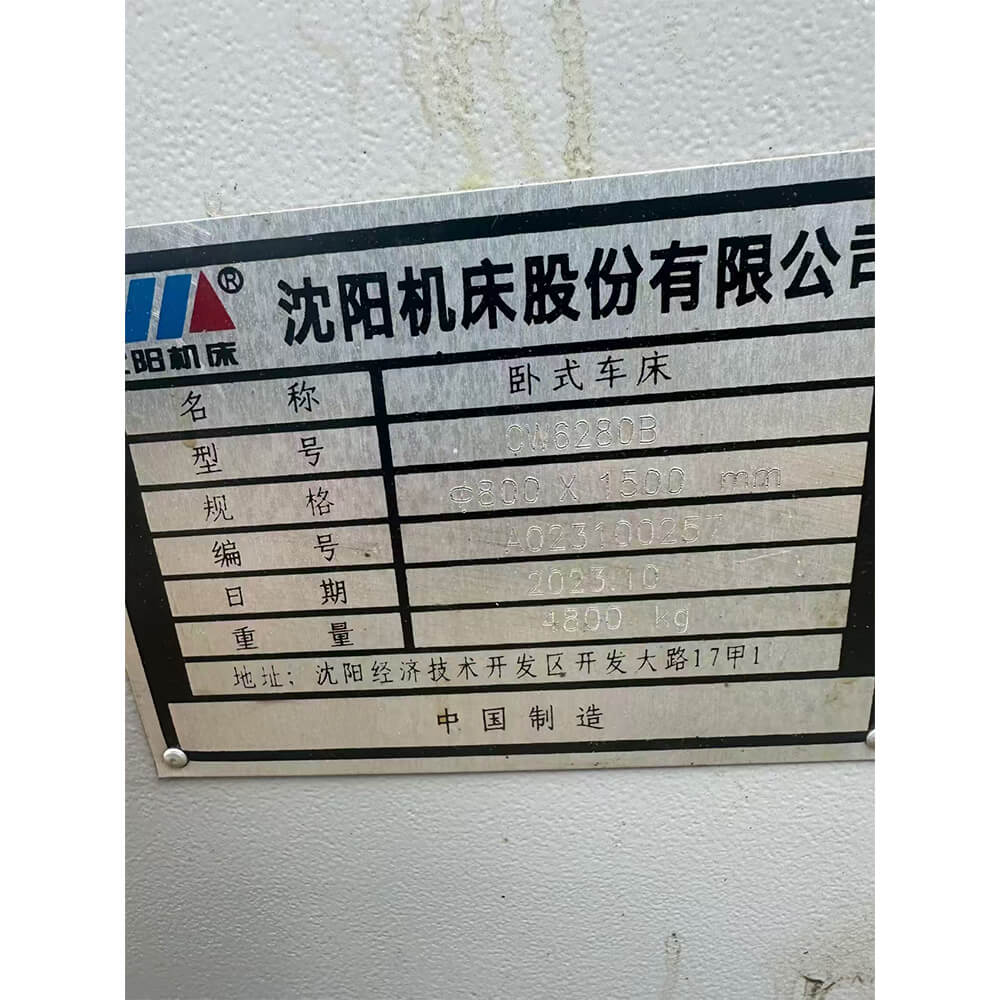 ® 沈阳机床股份有限公司
阳机床
名 称 卧式车床
型 号 CW6280B
规 格 φ800 X 1500 mm
编 号 A023100257
日 期 2023.10
重 量 4800 kg
地址: 沈阳经济技术开发区开发大路17甲1
中国制造